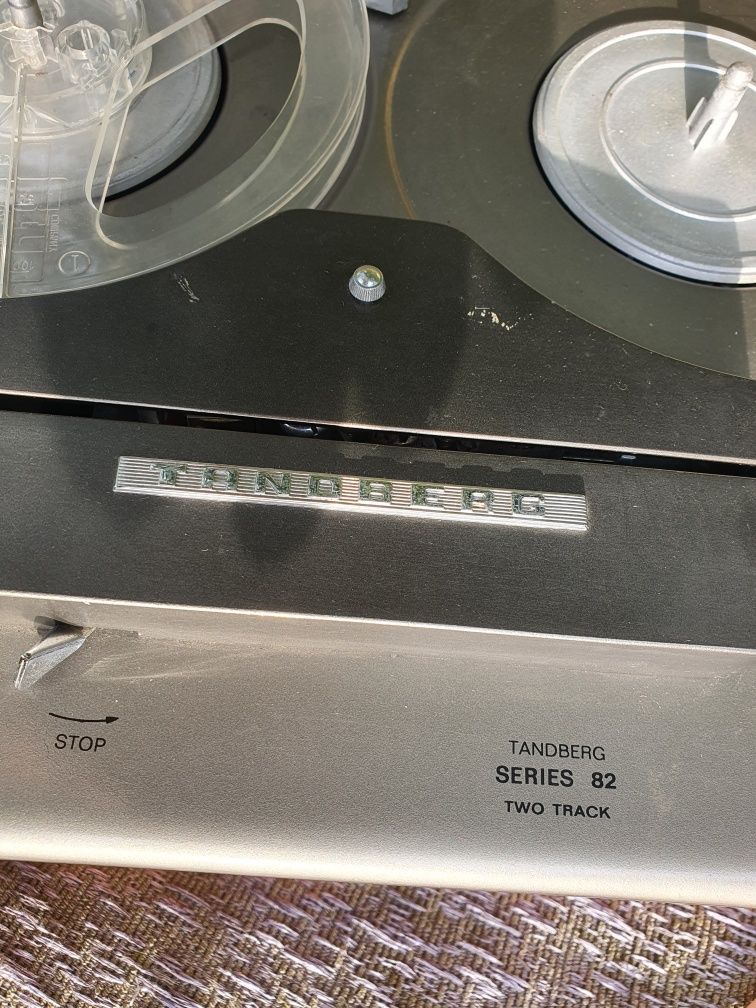 TANDBERG
STOP
TANDBERG
SERIES 82
TWO TRACK